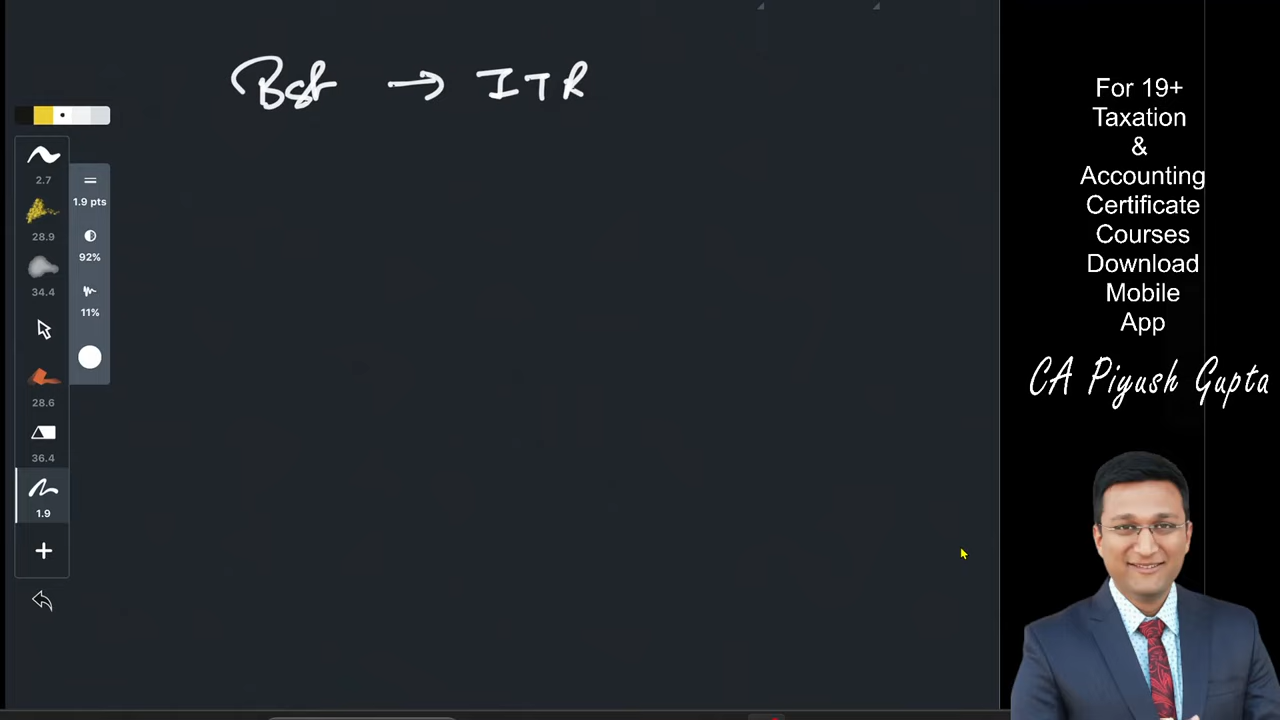 Bst → ITR
2.7
28.9
34.4
28.6
36.4
1.9
1.9 pts
92%
11%
For 19+
Taxation
&
Accounting
Certificate
Courses
Download
Mobile
App
CA Piyush Gupta